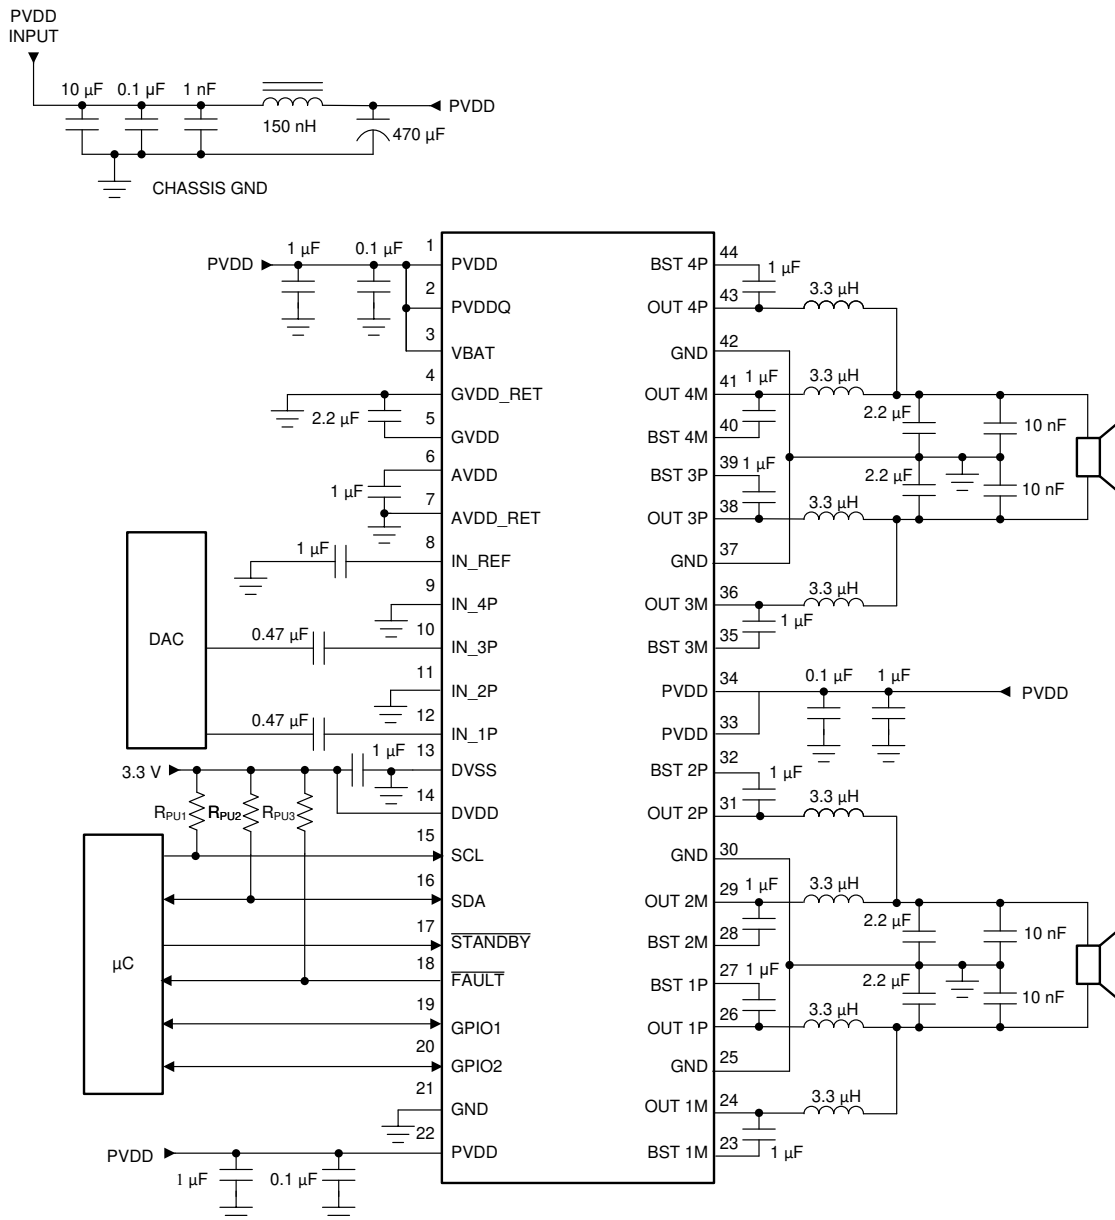 PVDD
INPUT
10 µF
0.1 µF
1 nF
150 nH
470 µF
PVDD
CHASSIS GND
PVDD
1 µF
0.1 µF
1
PVDD
2
PVDDQ
3
VBAT
4
GVDD_RET
2.2 µF
5
GVDD
6
AVDD
1 µF
7
AVDD_RET
8
1 µF
IN_REF
9
IN_4P
DAC
0.47 µF
10
IN_3P
11
IN_2P
0.47 µF
12
IN_1P
3.3 V
1 µF
13
DVSS
RPU1
RPU2
RPU3
14
DVDD
15
SCL
16
SDA
17
STANDBY
µC
18
FAULT
19
GPIO1
20
GPIO2
21
GND
22
PVDD
PVDD
1 µF
0.1 µF
BST 4P
44
1 µF
OUT 4P
43
3.3 µH
GND
42
OUT 4M
41
1 µF
3.3 µH
BST 4M
40
2.2 µF
10 nF
BST 3P
39
1 µF
2.2 µF
10 nF
OUT 3P
38
3.3 µH
GND
37
OUT 3M
36
3.3 µH
BST 3M
35
1 µF
PVDD
34
0.1 µF
1 µF
PVDD
PVDD
33
BST 2P
32
1 µF
OUT 2P
31
3.3 µH
GND
30
OUT 2M
29
1 µF
3.3 µH
BST 2M
28
2.2 µF
10 nF
BST 1P
27
1 µF
2.2 µF
10 nF
OUT 1P
26
3.3 µH
GND
25
OUT 1M
24
3.3 µH
BST 1M
23
1 µF